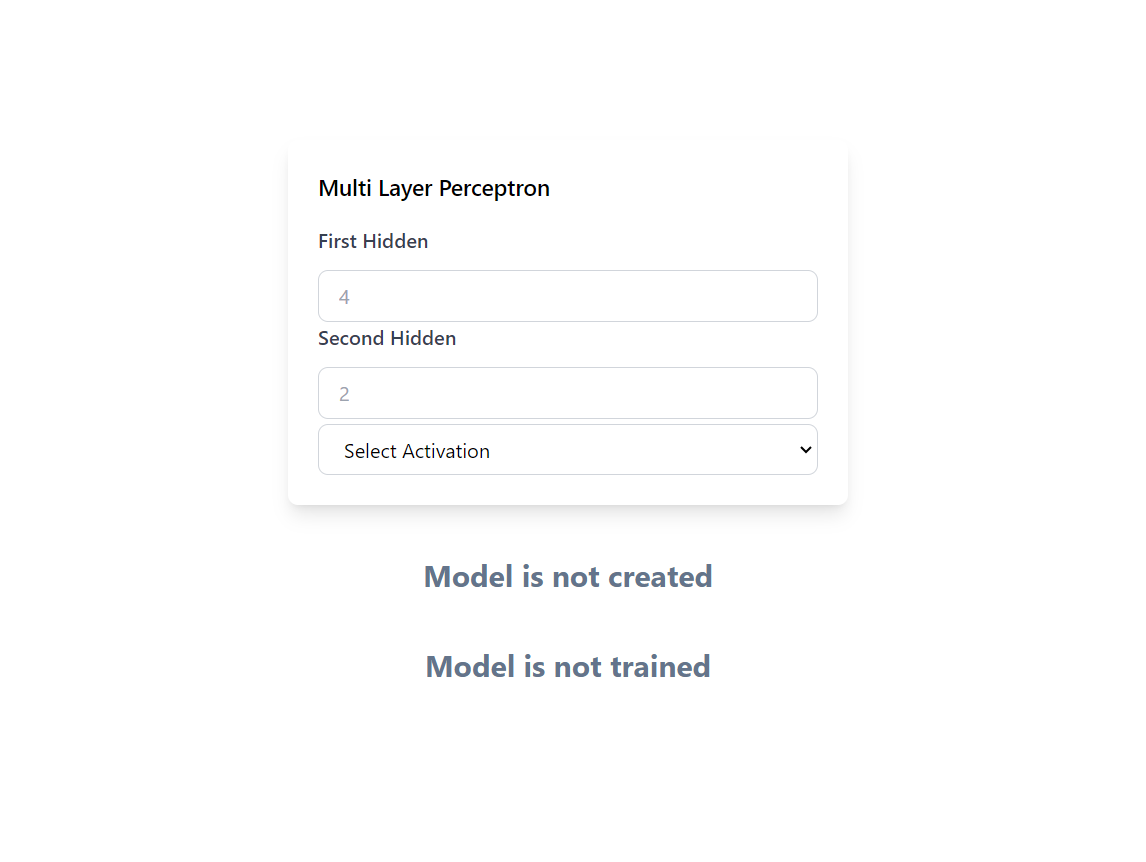 Multi Layer Perceptron
First Hidden
4
Second Hidden
2
Select Activation
Model is not created
Model is not trained